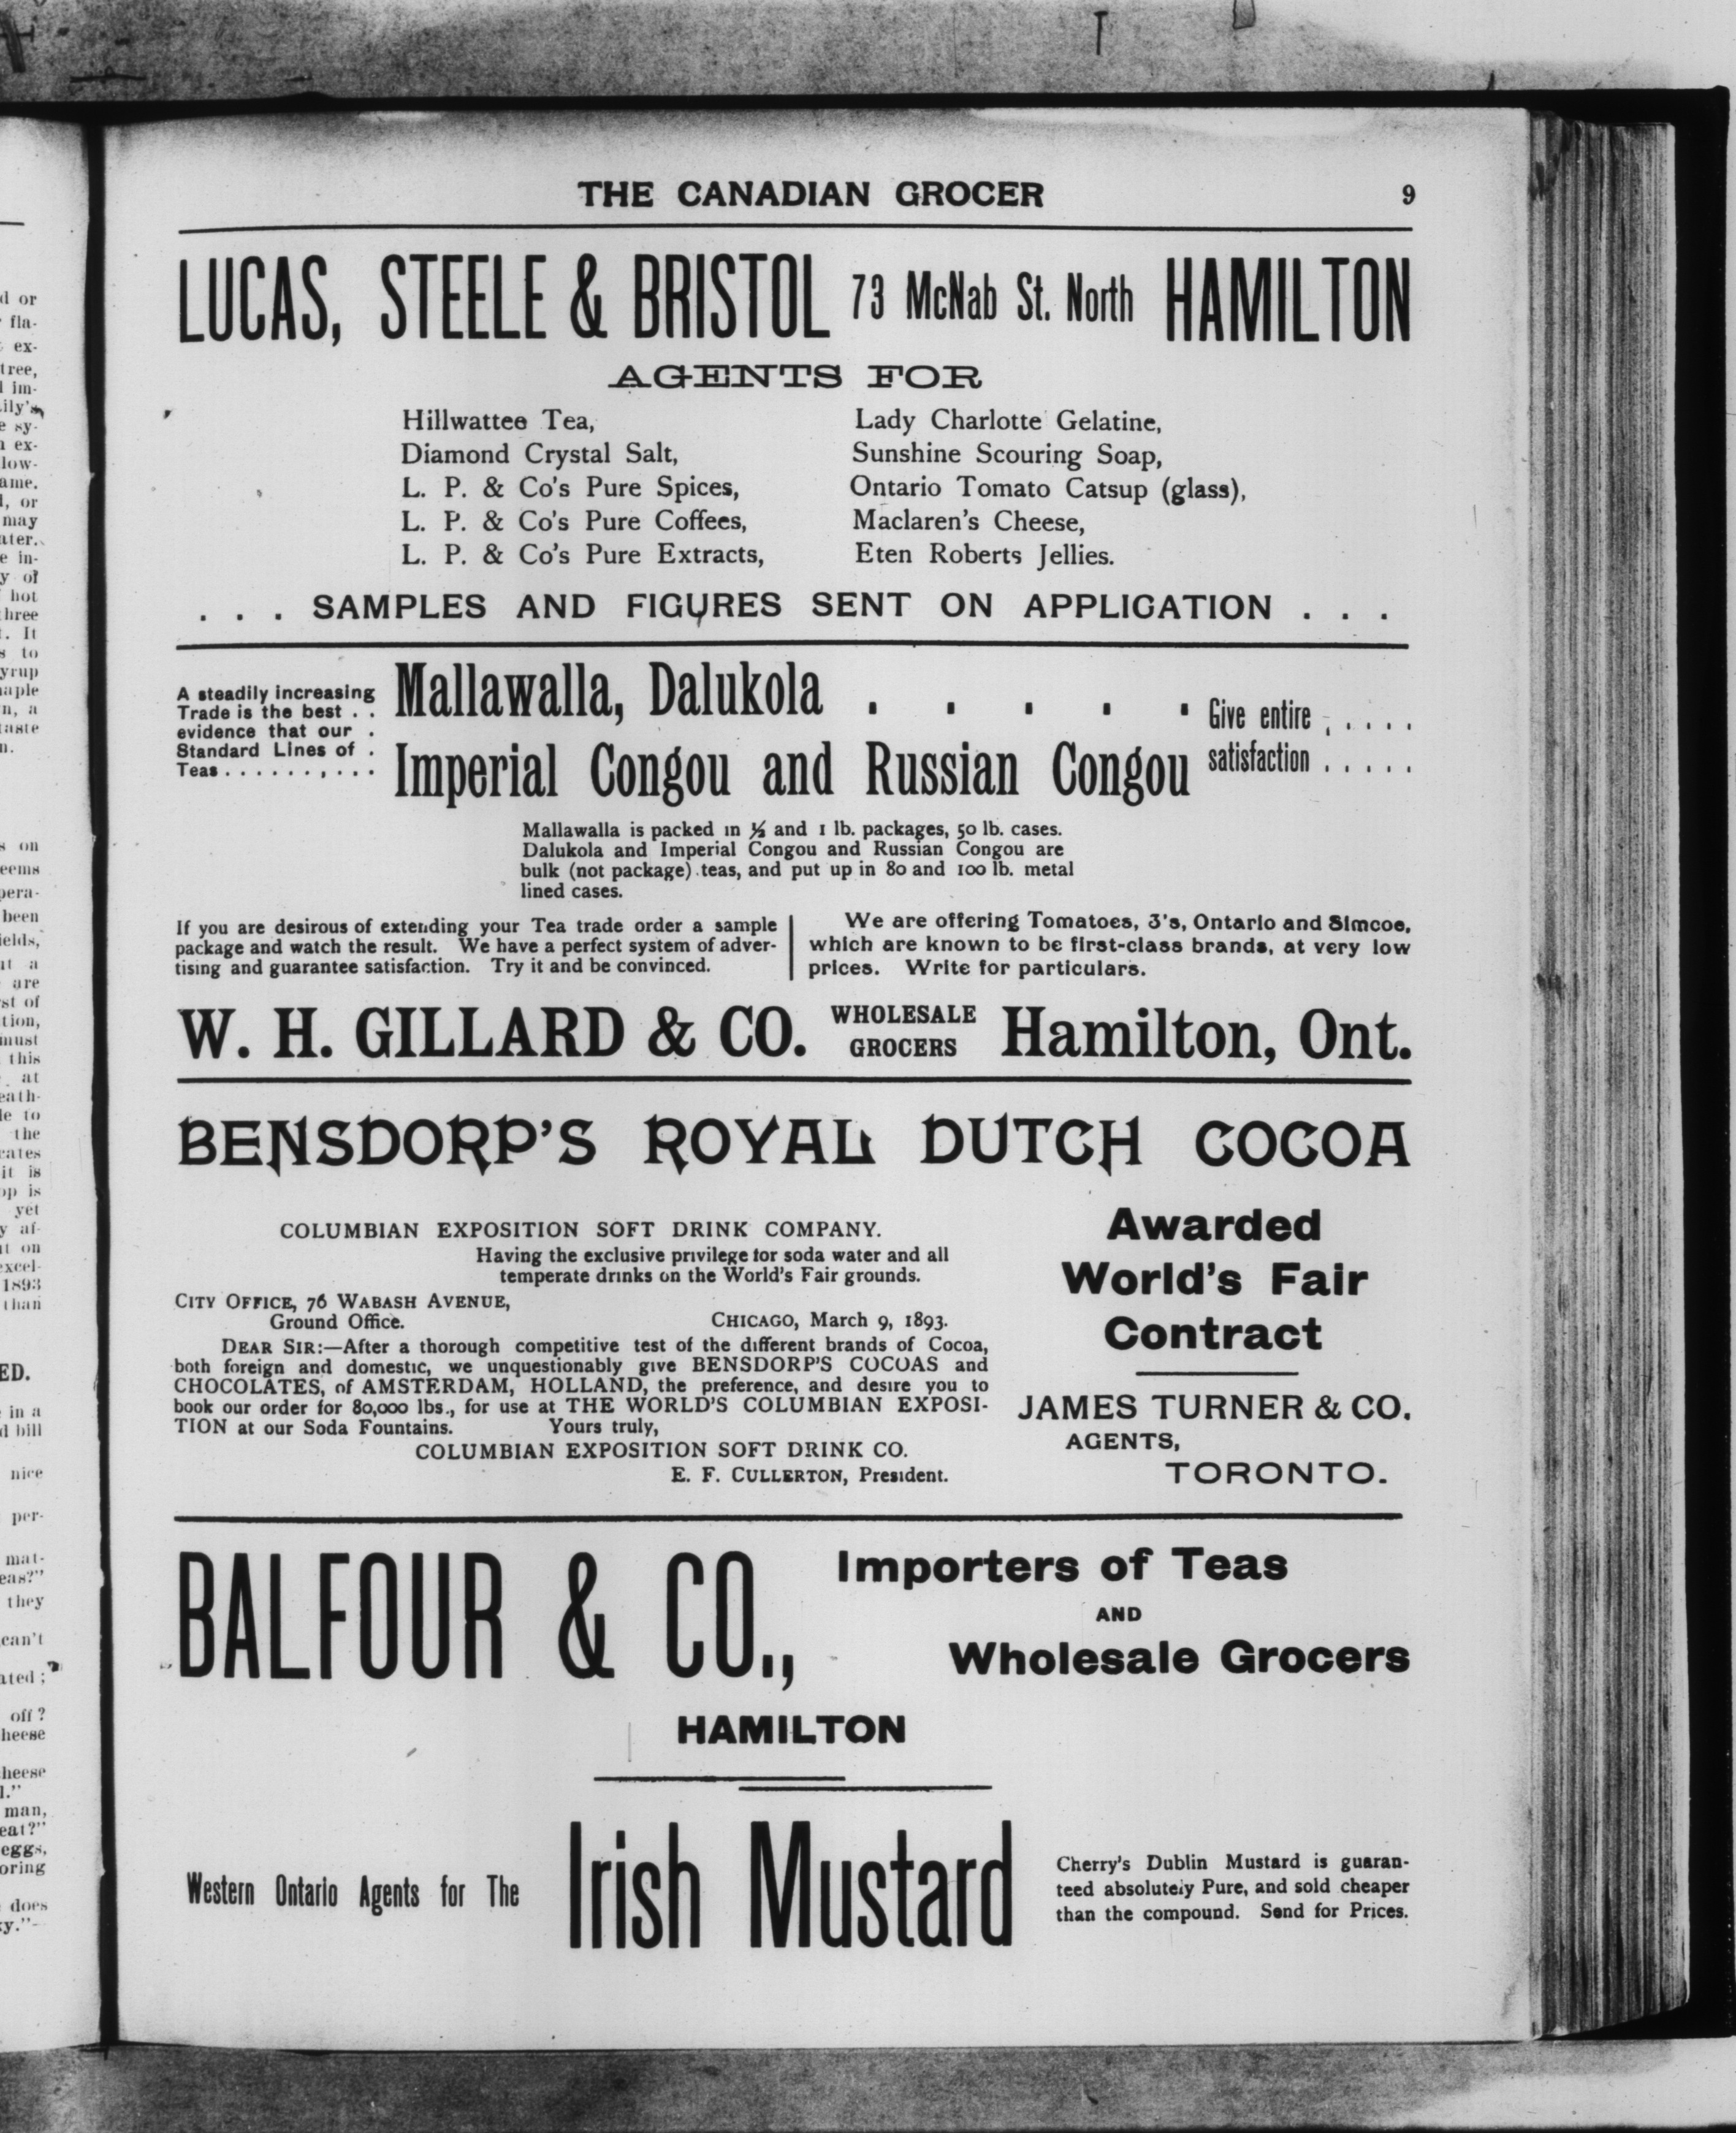 THE CANADIAN GROCER 9
LUCAS, STEELE & BRISTOL 73 McNab St. North HAMILTON
AGENTS FOR
Hillwattee Tea,
Diamond Crystal Salt,
L. P. & Co's Pure Spices,
L. P. & Co's Pure Coffees,
L. P. & Co's Pure Extracts,
Lady Charlotte Gelatine,
Sunshine Scouring Soap,
Ontario Tomato Catsup (glass),
Maclaren's Cheese,
Eten Roberts Jellies.
. . . SAMPLES AND FIGURES SENT ON APPLICATION . . .
A steadily increasing
Trade is the best . .
evidence that our .
Standard Lines of .
Teas . . . . . . , . . .
Mallawalla, Dalukola . . . . .
Imperial Congou and Russian Congou
Give entire , . . . .
satisfaction . . . . .
Mallawalla is packed in ½ and 1 lb. packages, 50 lb. cases.
Dalukola and Imperial Congou and Russian Congou are
bulk (not package) teas, and put up in 80 and 100 lb. metal
lined cases.
If you are desirous of extending your Tea trade order a sample
package and watch the result. We have a perfect system of adver-
tising and guarantee satisfaction. Try it and be convinced.
We are offering Tomatoes, 3's, Ontario and Simcoe,
which are known to be first-class brands, at very low
prices. Write for particulars.
W. H. GILLARD & CO. WHOLESALE GROCERS Hamilton, Ont.
BENSDORP'S ROYAL DUTCH COCOA
COLUMBIAN EXPOSITION SOFT DRINK COMPANY.
Having the exclusive privilege for soda water and all
temperate drinks on the World's Fair grounds.
CITY OFFICE, 76 WABASH AVENUE,
Ground Office. CHICAGO, March 9, 1893.
DEAR SIR:—After a thorough competitive test of the different brands of Cocoa,
both foreign and domestic, we unquestionably give BENSDORP'S COCOAS and
CHOCOLATES, of AMSTERDAM, HOLLAND, the preference, and desire you to
book our order for 80,000 lbs., for use at THE WORLD'S COLUMBIAN EXPOSI-
TION at our Soda Fountains. Yours truly,
COLUMBIAN EXPOSITION SOFT DRINK CO.
E. F. CULLERTON, President.
Awarded
World's Fair
Contract
JAMES TURNER & CO.
AGENTS,
TORONTO.
BALFOUR & CO.,
Importers of Teas
AND
Wholesale Grocers
HAMILTON
Western Ontario Agents for The
Irish Mustard
Cherry's Dublin Mustard is guaran-
teed absolutely Pure, and sold cheaper
than the compound. Send for Prices.